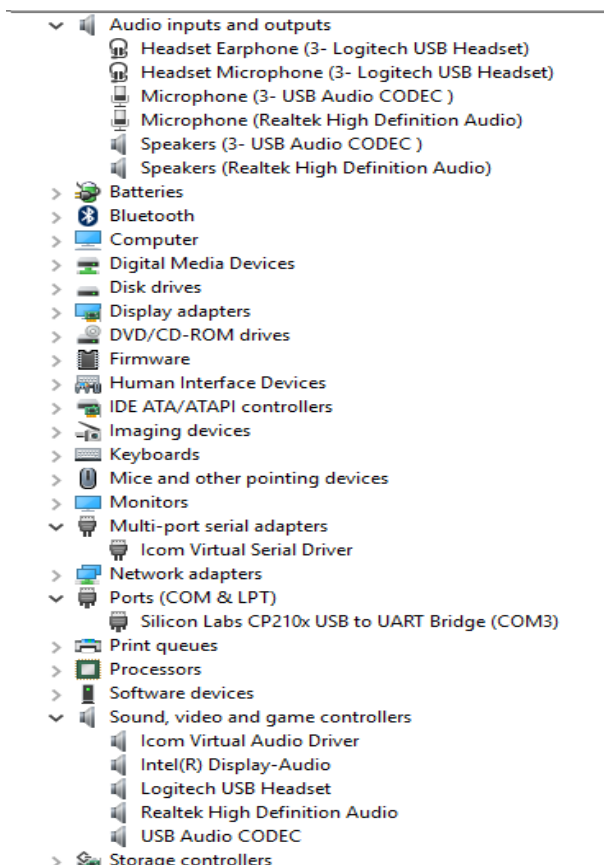 Audio inputs and outputs
Headset Earphone (3- Logitech USB Headset)
Headset Microphone (3- Logitech USB Headset)
Microphone (3- USB Audio CODEC )
Microphone (Realtek High Definition Audio)
Speakers (3- USB Audio CODEC )
Speakers (Realtek High Definition Audio)
Batteries
Bluetooth
Computer
Digital Media Devices
Disk drives
Display adapters
DVD/CD-ROM drives
Firmware
Human Interface Devices
IDE ATA/ATAPI controllers
Imaging devices
Keyboards
Mice and other pointing devices
Monitors
Multi-port serial adapters
Icom Virtual Serial Driver
Network adapters
Ports (COM & LPT)
Silicon Labs CP210x USB to UART Bridge (COM3)
Print queues
Processors
Software devices
Sound, video and game controllers
Icom Virtual Audio Driver
Intel(R) Display-Audio
Logitech USB Headset
Realtek High Definition Audio
USB Audio CODEC
Storage controllers